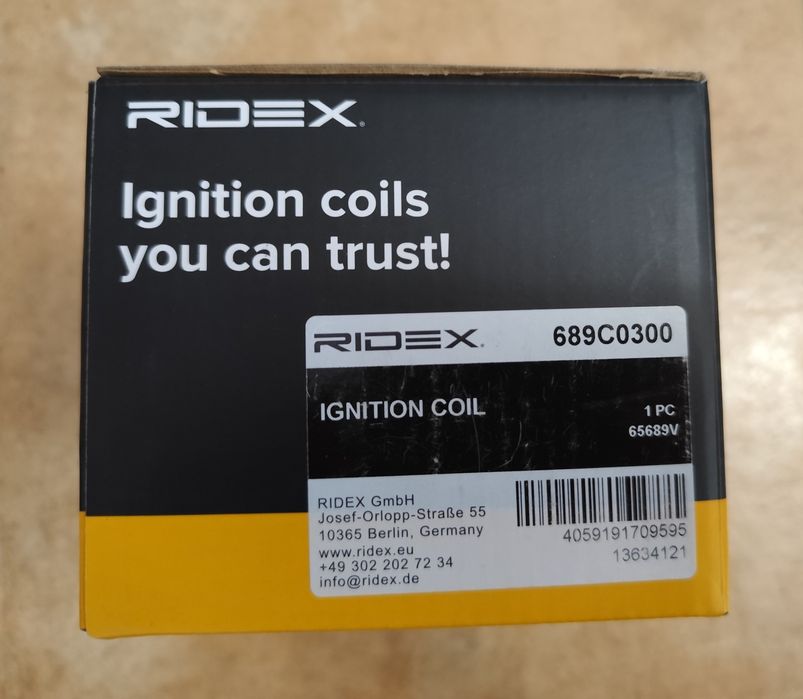 RIDEX®
Ignition coils
you can trust!
RIDEX® 689C0300
IGNITION COIL
1 PC
65689V
RIDEX GmbH
Josef-Orlopp-Straße 55
10365 Berlin, Germany
www.ridex.eu
+49 302 202 72 34
info@ridex.de
4059191709595
13634121